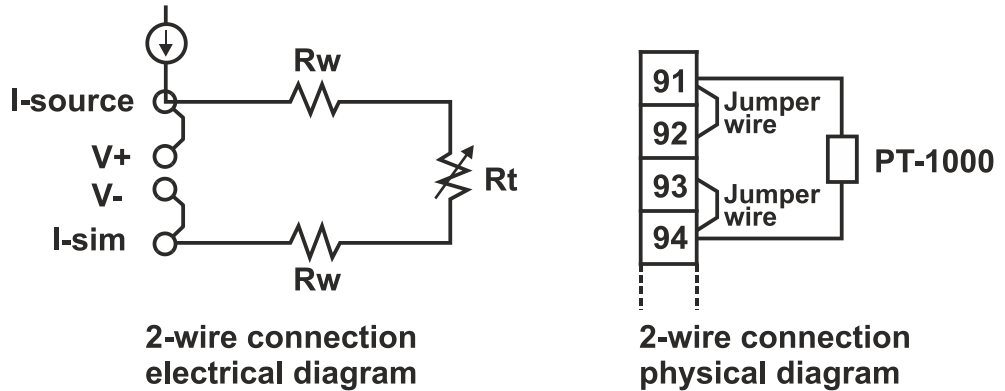 Rw
I-source
V+
V-
Rt
I-sim
Rw
2-wire connection
electrical diagram
91
Jumper
wire
92
PT-1000
93
Jumper
wire
94
2-wire connection
physical diagram